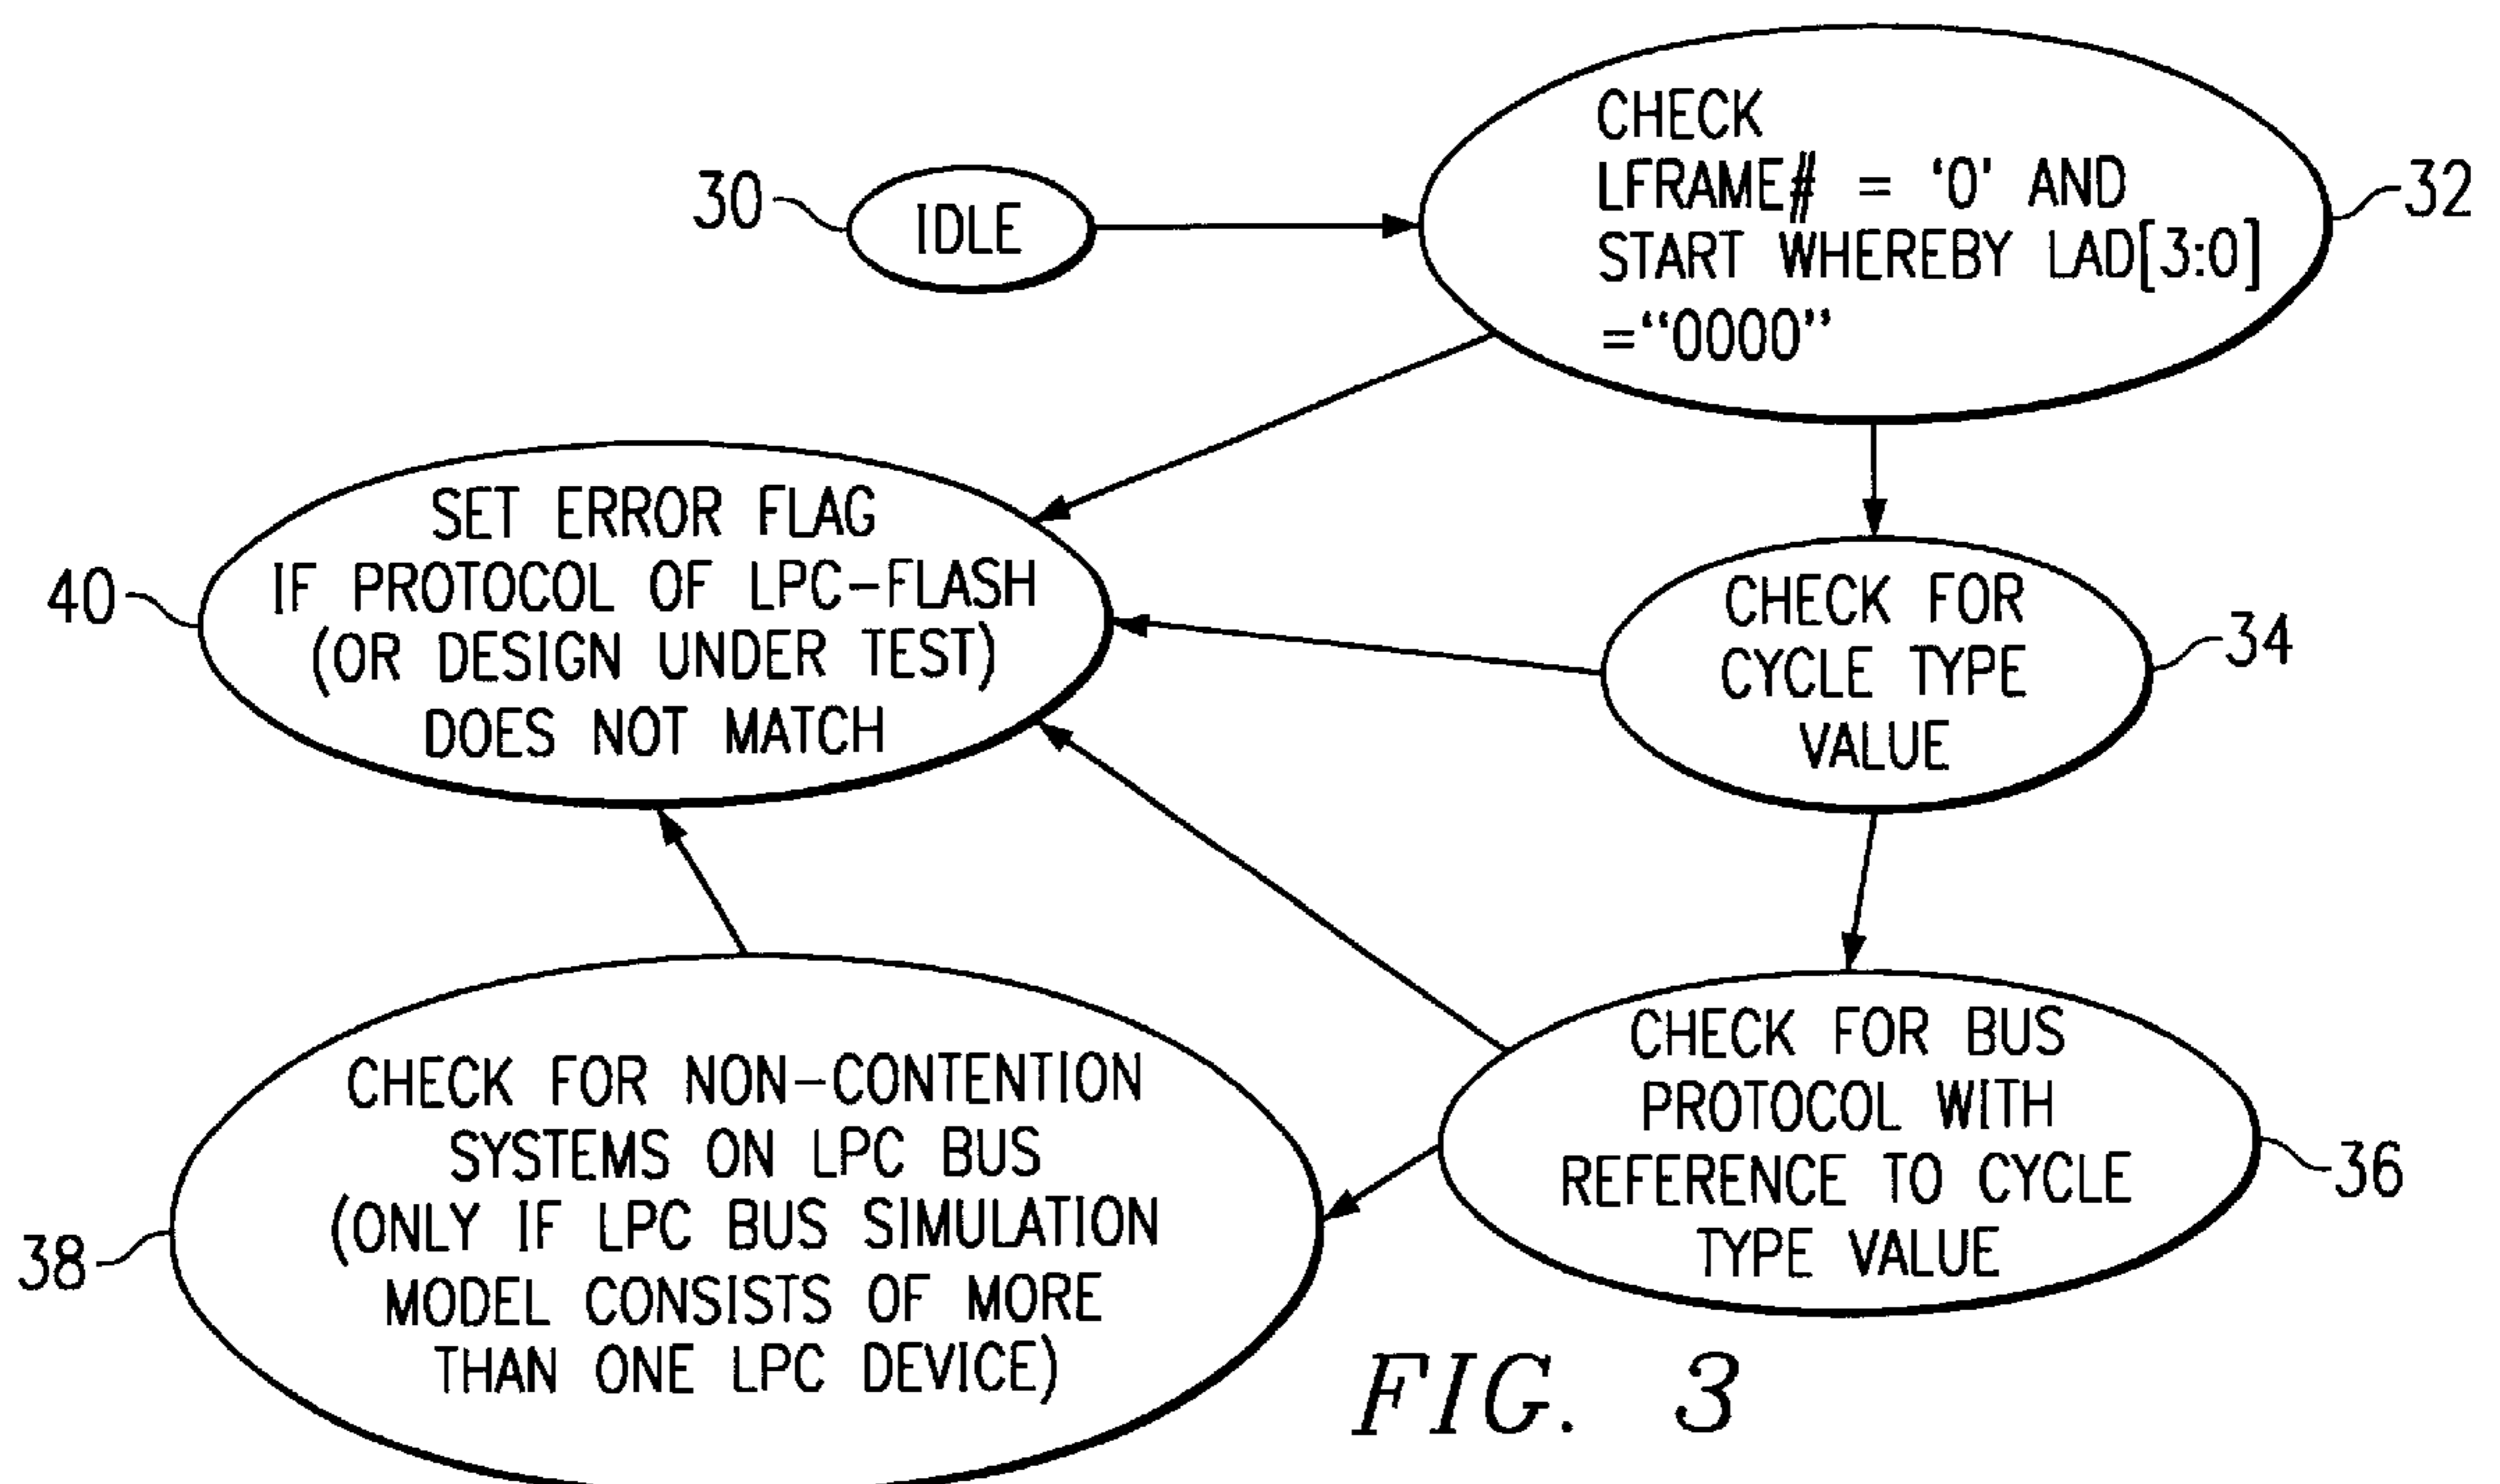 30
IDLE
CHECK
LFRAME# = '0' AND
START WHEREBY LAD[3:0]
="0000"
32
40
SET ERROR FLAG
IF PROTOCOL OF LPC-FLASH
(OR DESIGN UNDER TEST)
DOES NOT MATCH
CHECK FOR
CYCLE TYPE
VALUE
34
38
CHECK FOR NON-CONTENTION
SYSTEMS ON LPC BUS
(ONLY IF LPC BUS SIMULATION
MODEL CONSISTS OF MORE
THAN ONE LPC DEVICE)
CHECK FOR BUS
PROTOCOL WITH
REFERENCE TO CYCLE
TYPE VALUE
36
FIG. 3